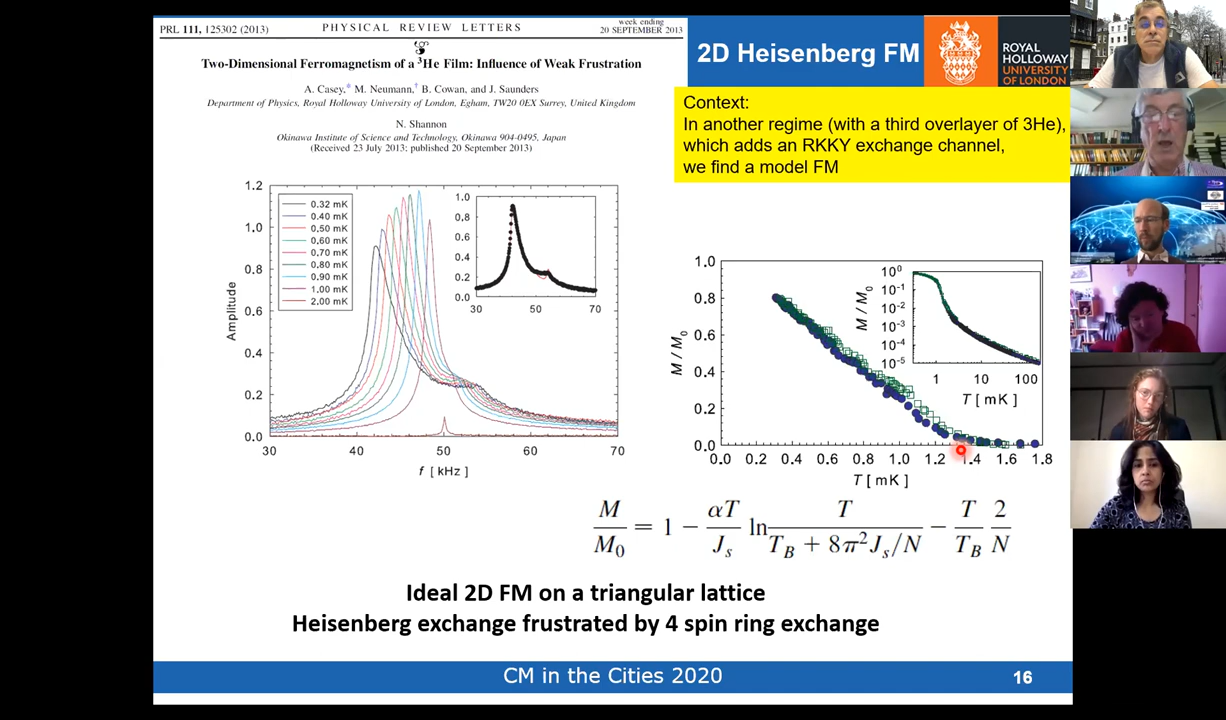 PRL 111, 125302 (2013)
PHYSICAL REVIEW LETTERS
week ending
20 SEPTEMBER 2013
Two-Dimensional Ferromagnetism of a ³He Film: Influence of Weak Frustration
A. Casey,* M. Neumann,† B. Cowan, and J. Saunders
Department of Physics, Royal Holloway University of London, Egham, TW20 0EX Surrey, United Kingdom
N. Shannon
Okinawa Institute of Science and Technology, Okinawa 904-0495, Japan
(Received 23 July 2013; published 20 September 2013)
2D Heisenberg FM
ROYAL
HOLLOWAY
UNIVERSITY
OF LONDON
Context:
In another regime (with a third overlayer of 3He),
which adds an RKKY exchange channel,
we find a model FM
1.2
1.0
0.8
0.6
0.4
0.2
0.0
Amplitude
30 40 50 60 70
f [ kHz ]
0.32 mK
0.40 mK
0.50 mK
0.60 mK
0.70 mK
0.80 mK
0.90 mK
1.00 mK
2.00 mK
1.0
0.8
0.6
0.4
0.2
0.0
30 50 70
1.0
0.8
0.6
0.4
0.2
0.0
M / M₀
0.0 0.2 0.4 0.6 0.8 1.0 1.2 1.4 1.6 1.8
T [ mK ]
10⁰
10⁻¹
10⁻²
10⁻³
10⁻⁴
10⁻⁵
M / M₀
1 10 100
T [ mK ]
M/M₀ = 1 − αT/Jₛ ln T/(T_B + 8π²Jₛ/N) − T/T_B 2/N
Ideal 2D FM on a triangular lattice
Heisenberg exchange frustrated by 4 spin ring exchange
CM in the Cities 2020
16